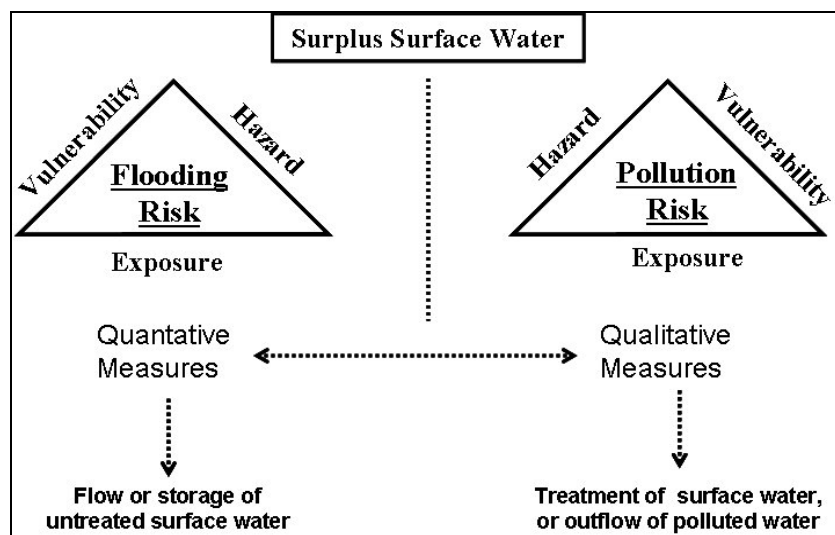 Surplus Surface Water
Vulnerability
Hazard
Flooding
Risk
Exposure
Hazard
Vulnerability
Pollution
Risk
Exposure
Quantative
Measures
Qualitative
Measures
Flow or storage of
untreated surface water
Treatment of surface water,
or outflow of polluted water